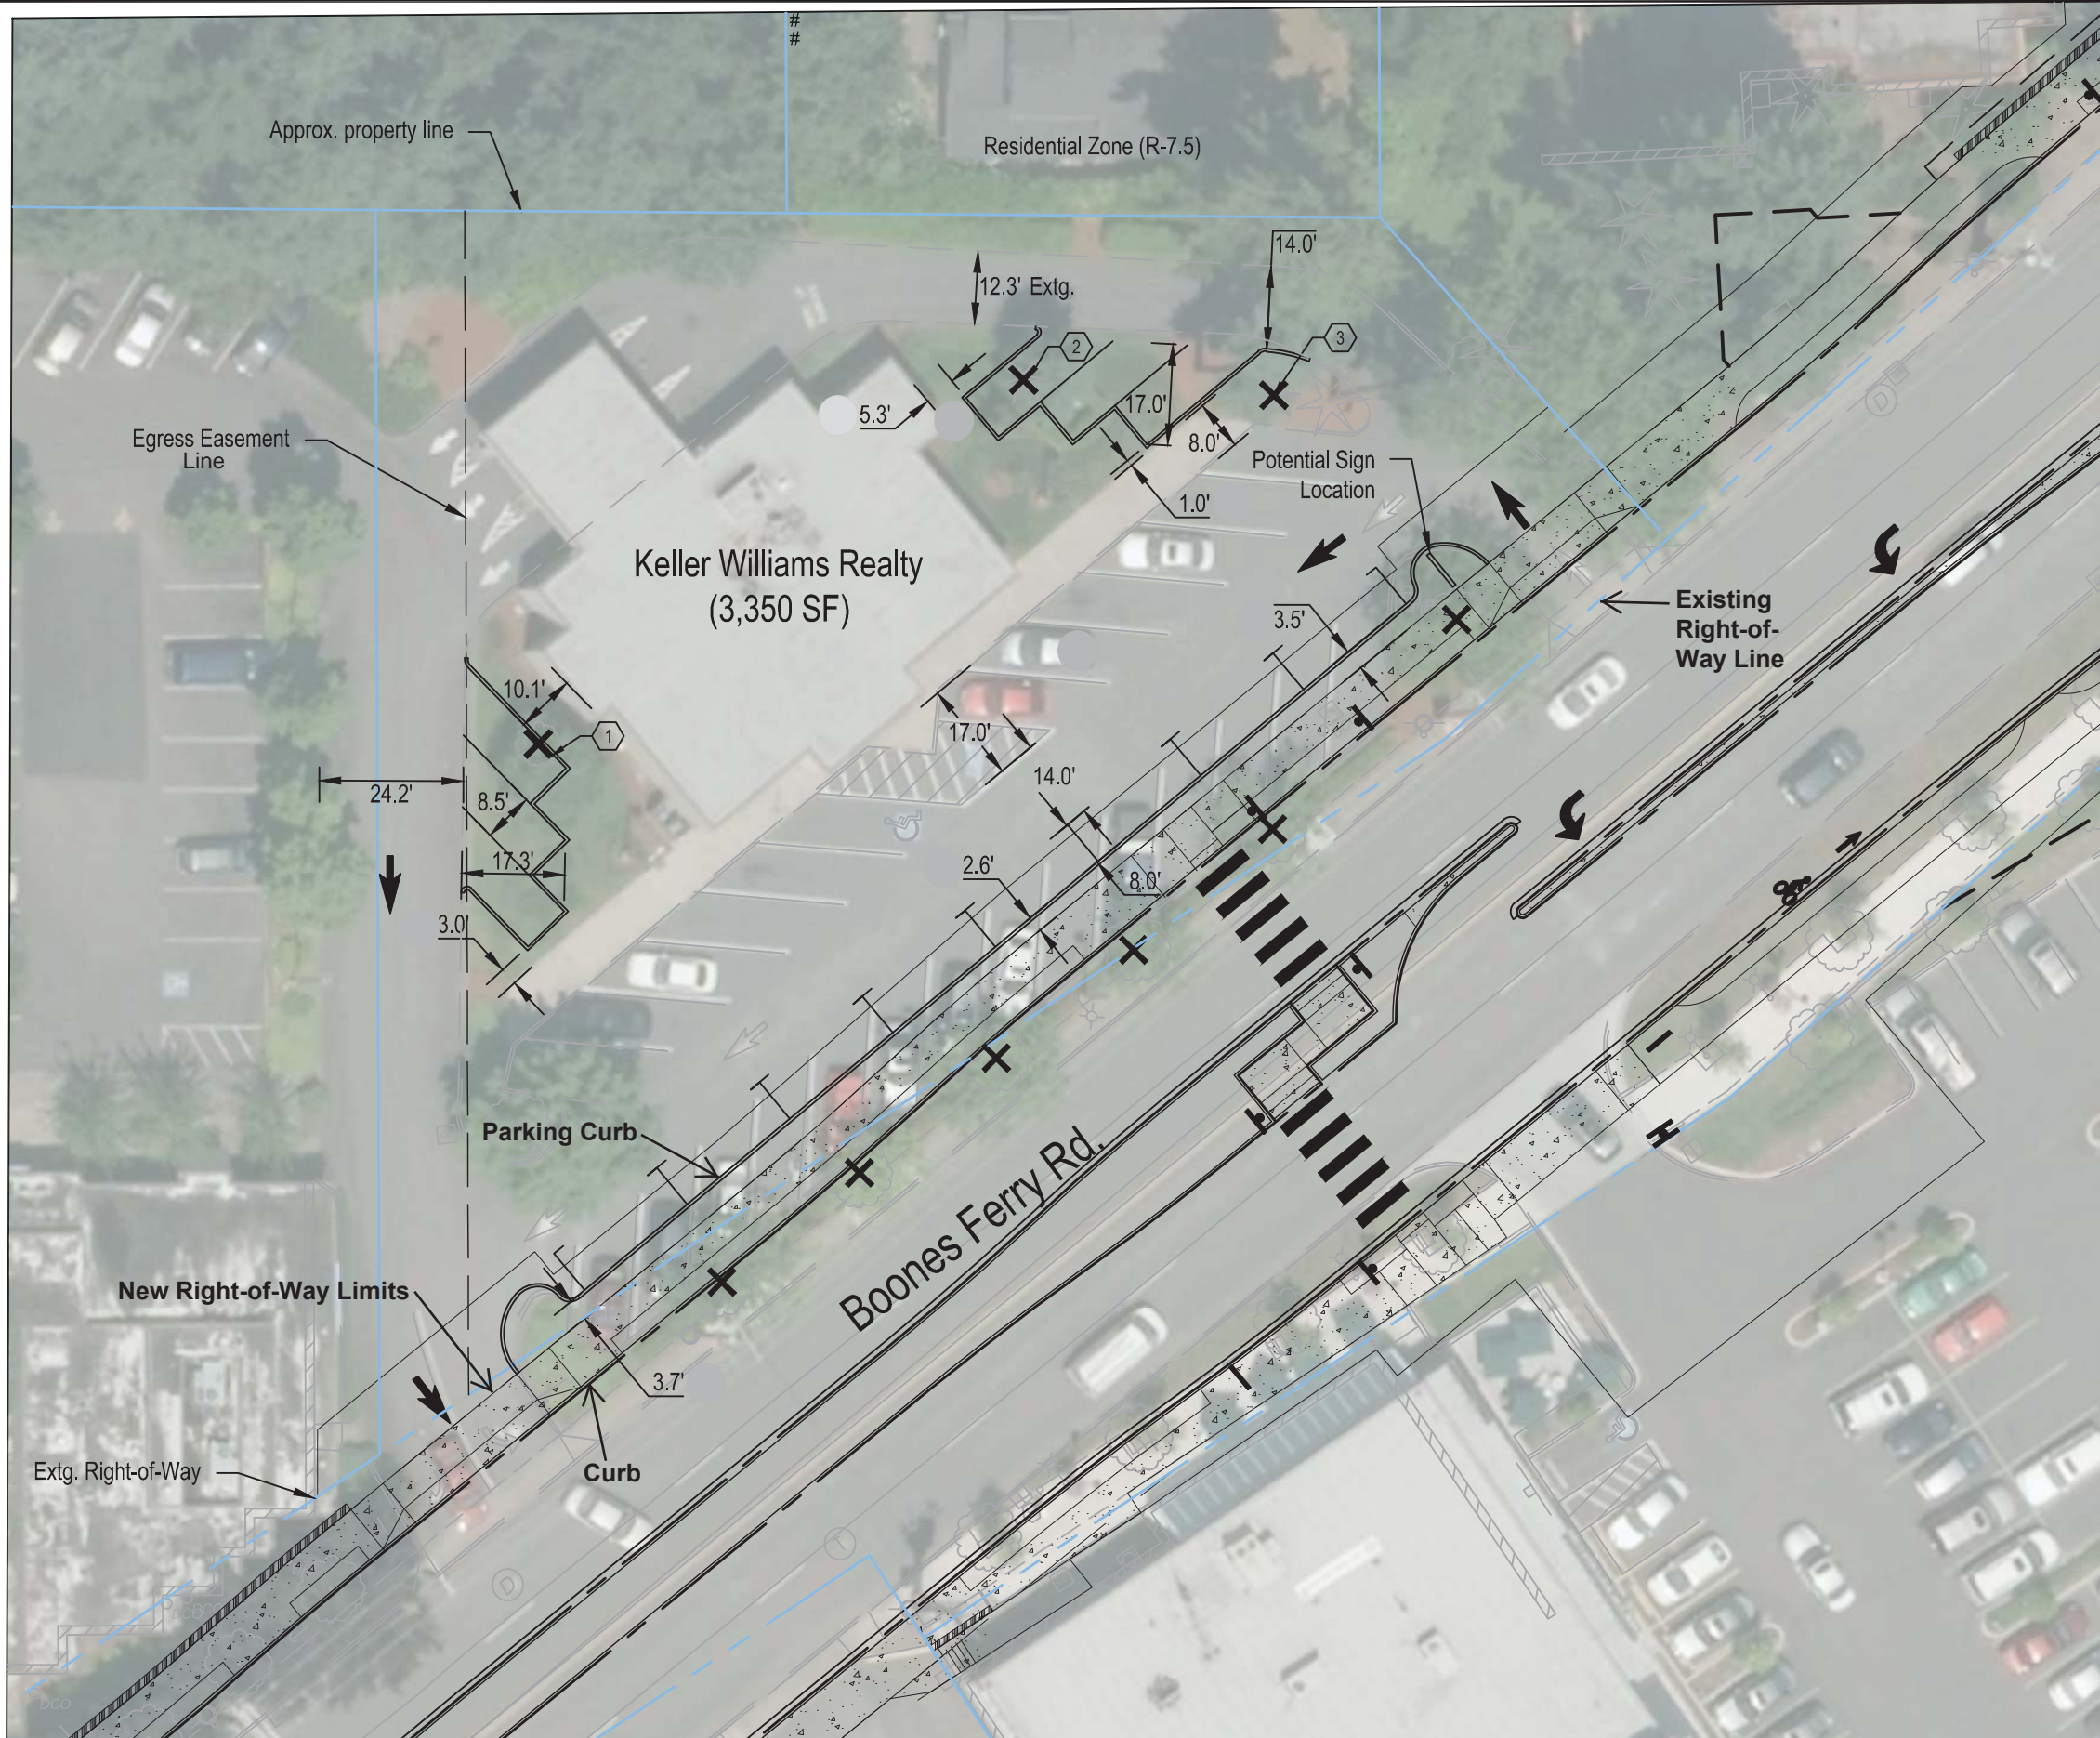 #
#
Approx. property line
Residential Zone (R-7.5)
14.0'
12.3' Extg.
2
3
5.3'
17.0'
8.0'
1.0'
Egress Easement
Line
Potential Sign
Location
Keller Williams Realty
(3,350 SF)
Existing
Right-of-
Way Line
3.5'
10.1'
1
17.0'
14.0'
24.2'
8.5'
17.3'
2.6'
8.0'
3.0'
Parking Curb
Boones Ferry Rd.
New Right-of-Way Limits
3.7'
Curb
Extg. Right-of-Way
D
D
DCO